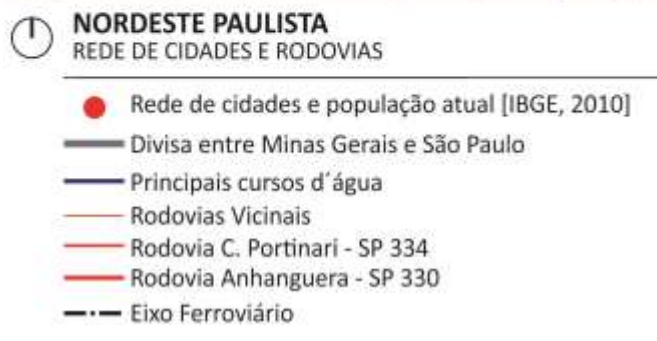 NORDESTE PAULISTA
REDE DE CIDADES E RODOVIAS
Rede de cidades e população atual [IBGE, 2010]
Divisa entre Minas Gerais e São Paulo
Principais cursos d´água
Rodovias Vicinais
Rodovia C. Portinari - SP 334
Rodovia Anhanguera - SP 330
Eixo Ferroviário